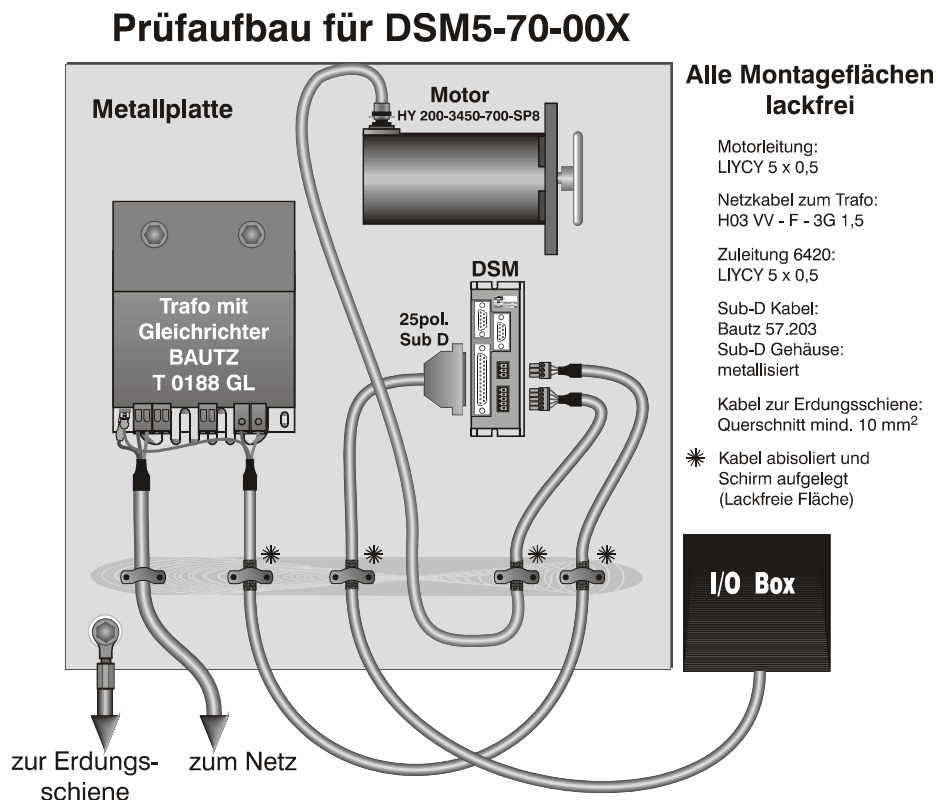 Prüfaufbau für DSM5-70-00X
Metallplatte
Motor
HY 200-3450-700-SP8
Trafo mit
Gleichrichter
BAUTZ
T 0188 GL
DSM
25pol.
Sub D
Alle Montageflächen
lackfrei
Motorleitung:
LIYCY 5 x 0,5
Netzkabel zum Trafo:
H03 VV - F - 3G 1,5
Zuleitung 6420:
LIYCY 5 x 0,5
Sub-D Kabel:
Bautz 57.203
Sub-D Gehäuse:
metallisiert
Kabel zur Erdungsschiene:
Querschnitt mind. 10 mm²
✳ Kabel abisoliert und
Schirm aufgelegt
(Lackfreie Fläche)
I/O Box
zur Erdungs-
schiene
zum Netz